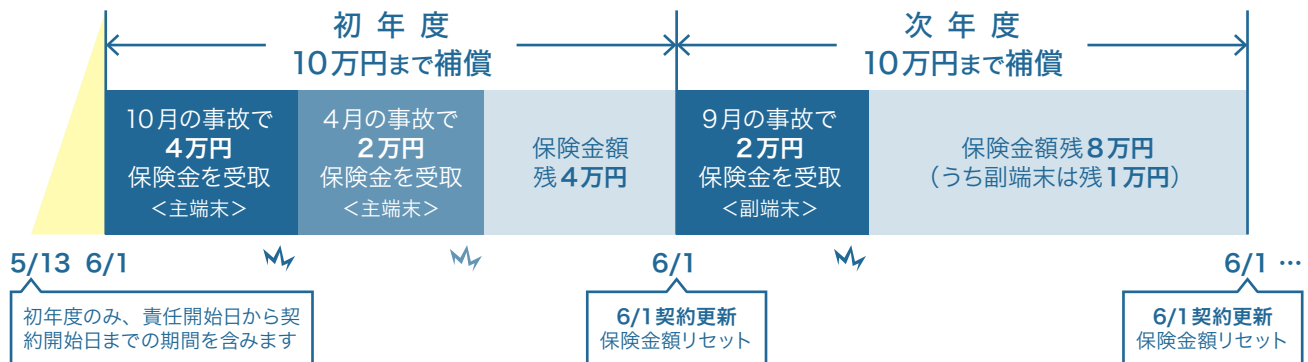 初年度
10万円まで補償
次年度
10万円まで補償
10月の事故で
4万円
保険金を受取
＜主端末＞
4月の事故で
2万円
保険金を受取
＜主端末＞
保険金額
残4万円
9月の事故で
2万円
保険金を受取
＜副端末＞
保険金額残8万円
（うち副端末は残1万円）
5/13 6/1
6/1
6/1 …
初年度のみ、責任開始日から契
約開始日までの期間を含みます
6/1契約更新
保険金額リセット
6/1契約更新
保険金額リセット